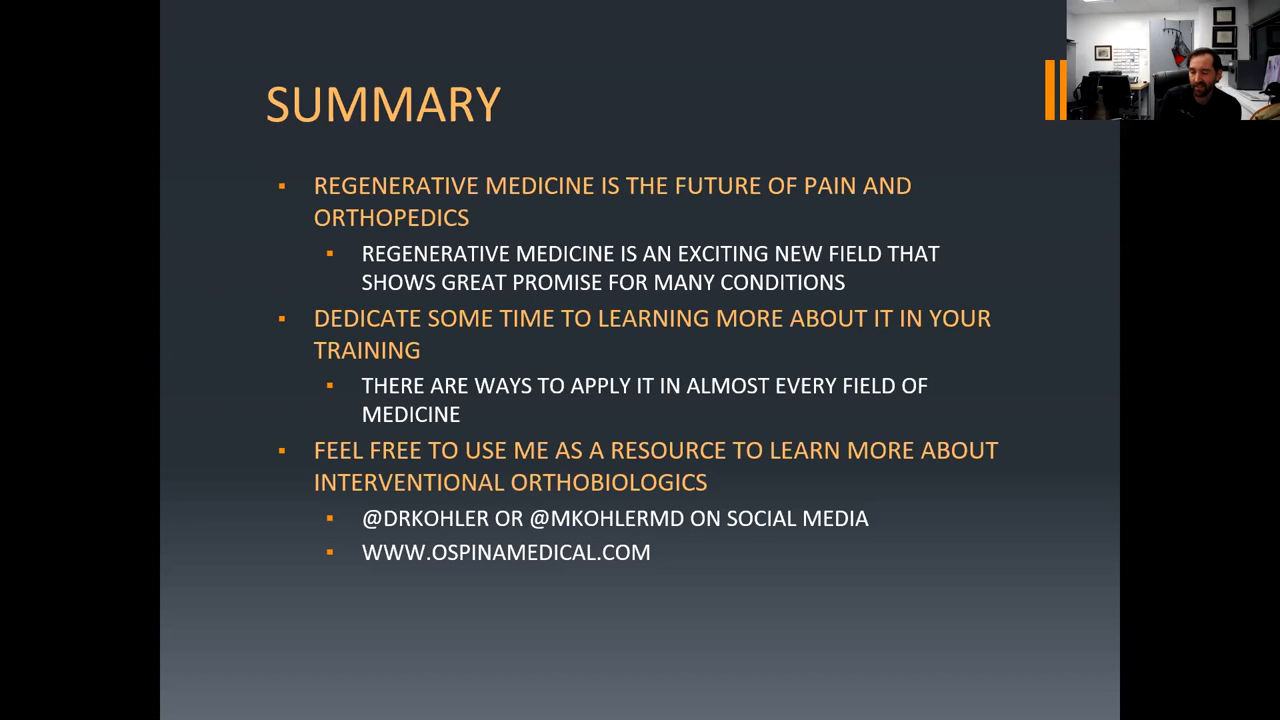 SUMMARY
▪ REGENERATIVE MEDICINE IS THE FUTURE OF PAIN AND
ORTHOPEDICS
▪ REGENERATIVE MEDICINE IS AN EXCITING NEW FIELD THAT
SHOWS GREAT PROMISE FOR MANY CONDITIONS
▪ DEDICATE SOME TIME TO LEARNING MORE ABOUT IT IN YOUR
TRAINING
▪ THERE ARE WAYS TO APPLY IT IN ALMOST EVERY FIELD OF
MEDICINE
▪ FEEL FREE TO USE ME AS A RESOURCE TO LEARN MORE ABOUT
INTERVENTIONAL ORTHOBIOLOGICS
▪ @DRKOHLER OR @MKOHLERMD ON SOCIAL MEDIA
▪ WWW.OSPINAMEDICAL.COM